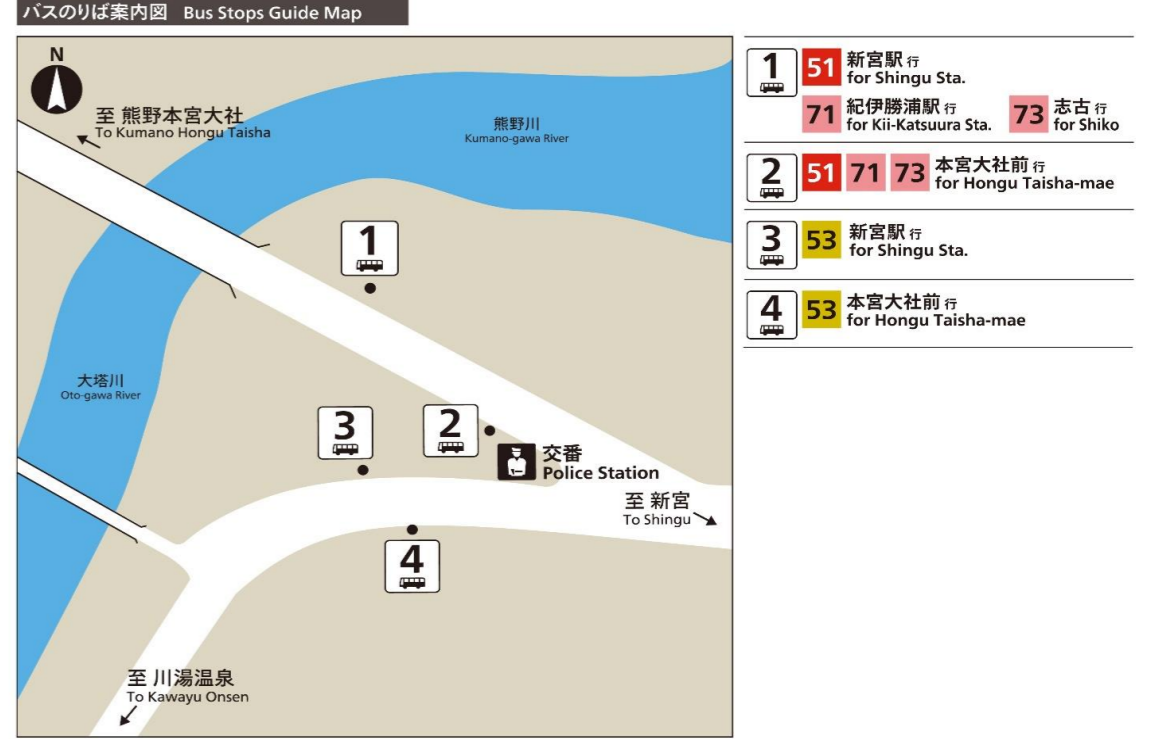 バスのりば案内図 Bus Stops Guide Map
N
至 熊野本宮大社
To Kumano Hongu Taisha
熊野川
Kumano-gawa River
1
大塔川
Oto-gawa River
3
2
交番
Police Station
至 新宮
To Shingu
4
至 川湯温泉
To Kawayu Onsen
1 51 新宮駅 行
for Shingu Sta.
71 紀伊勝浦駅 行
for Kii-Katsuura Sta.
73 志古 行
for Shiko
2 51 71 73 本宮大社前 行
for Hongu Taisha-mae
3 53 新宮駅 行
for Shingu Sta.
4 53 本宮大社前 行
for Hongu Taisha-mae